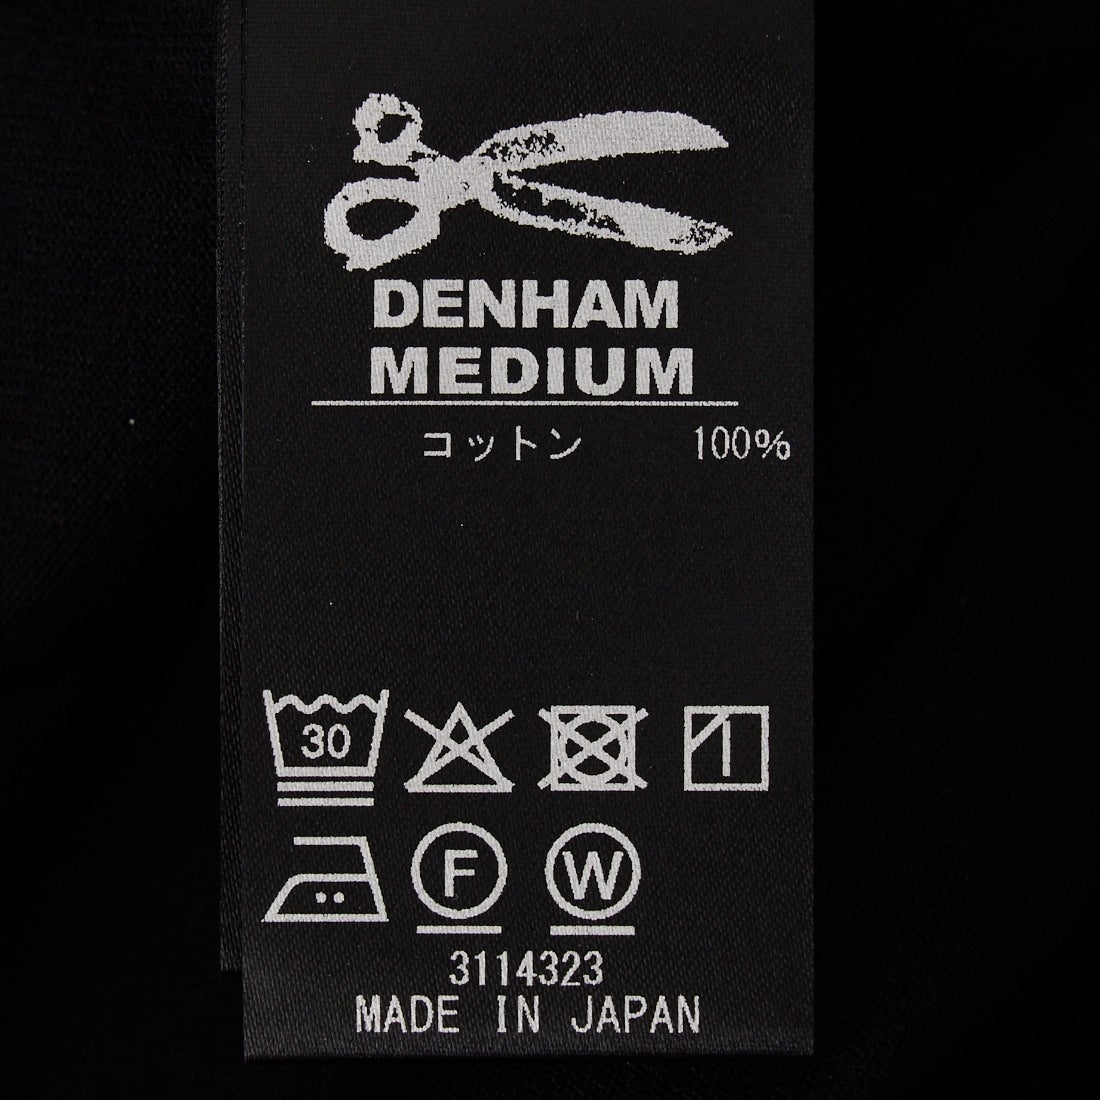 DENHAM
MEDIUM
コットン 100%
30
F W
3114323
MADE IN JAPAN